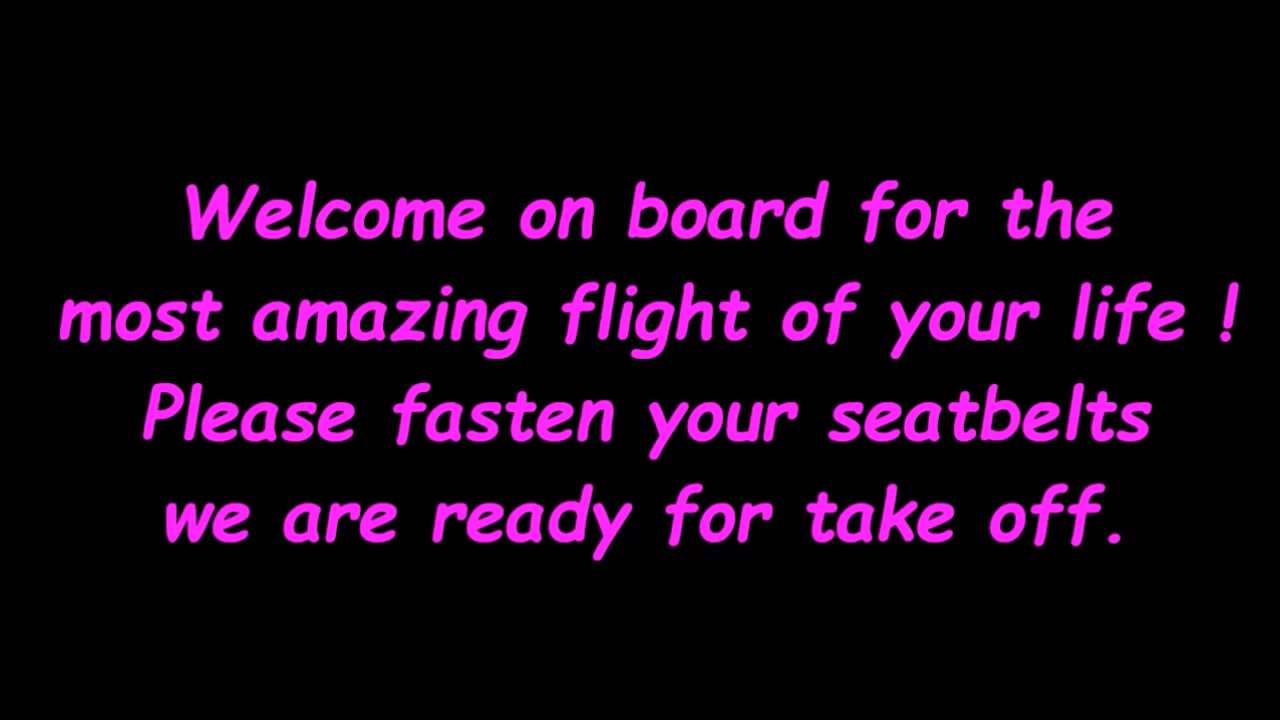 Welcome on board for the
most amazing flight of your life !
Please fasten your seatbelts
we are ready for take off.